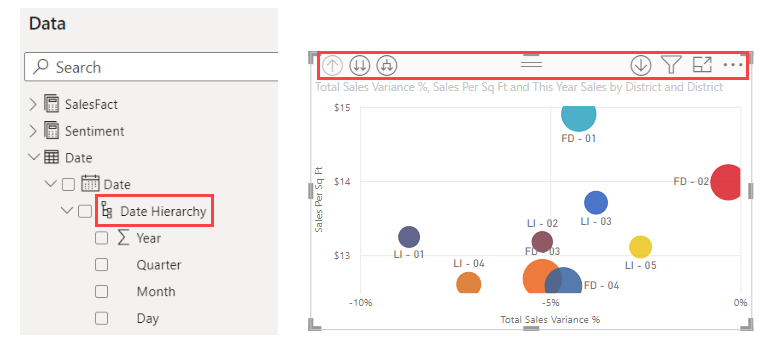 Data
Search
SalesFact
Sentiment
Date
Date
Date Hierarchy
Year
Quarter
Month
Day
Total Sales Variance %, Sales Per Sq Ft and This Year Sales by District and District
Sales Per Sq Ft
$15
$14
$13
FD - 01
FD - 02
LI - 03
LI - 02
LI - 01
FD - 03
LI - 04
LI - 05
FD - 04
-10%
-5%
0%
Total Sales Variance %